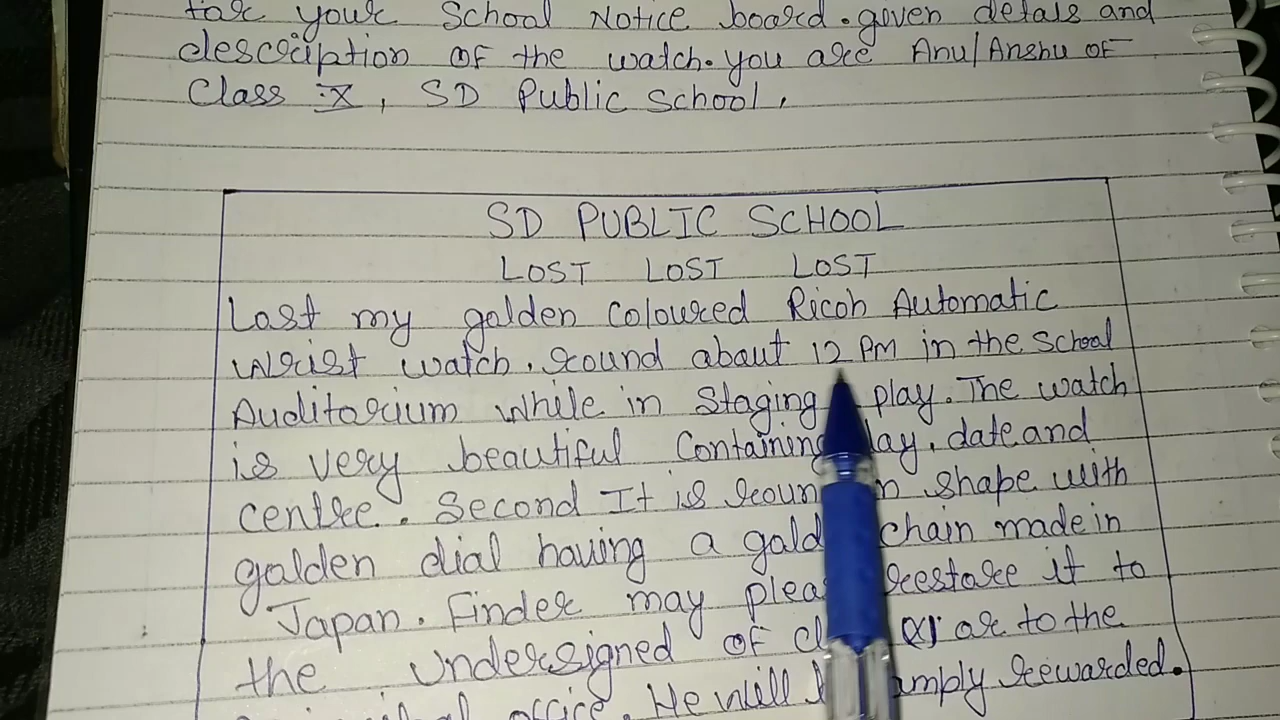 for your School Notice board.given detals and
description of the watch.you are Anu/Anshu of
Class X, SD Public School.
SD PUBLIC SCHOOL
LOST LOST LOST
Lost my golden coloured Ricoh Automatic
Wrist watch. round about 12 PM in the School
Auditorium while in Staging play. The watch
is very beautiful Containing day, date and
centre. Second It is round in shape with
golden dial having a gold chain made in
Japan. Finder may please restore it to
the undersigned of (X) or to the
office. He will amply rewarded.